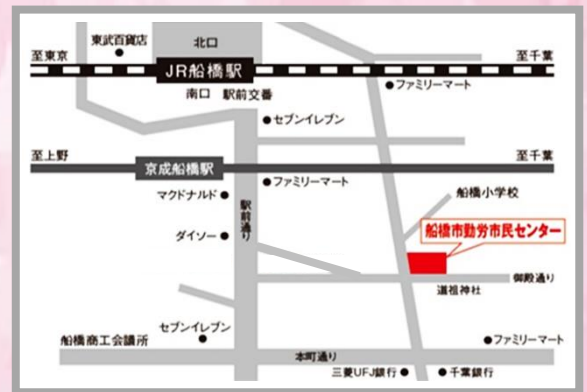 東武百貨店
北口
至東京
JR船橋駅
至千葉
南口 駅前交番
ファミリーマート
セブンイレブン
至上野
京成船橋駅
至千葉
マクドナルド
ファミリーマート
船橋小学校
駅前通り
ダイソー
船橋市勤労市民センター
御殿通り
道祖神社
セブンイレブン
船橋商工会議所
本町通り
ファミリーマート
三菱UFJ銀行
千葉銀行